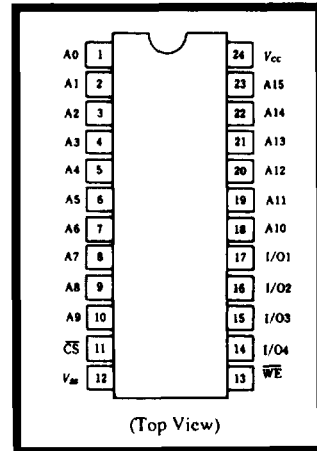 A0 1 24 Vcc
A1 2 23 A15
A2 3 22 A14
A3 4 21 A13
A4 5 20 A12
A5 6 19 A11
A6 7 18 A10
A7 8 17 I/O1
A8 9 16 I/O2
A9 10 15 I/O3
C̅S̅ 11 14 I/O4
Vss 12 13 W̅E̅
(Top View)